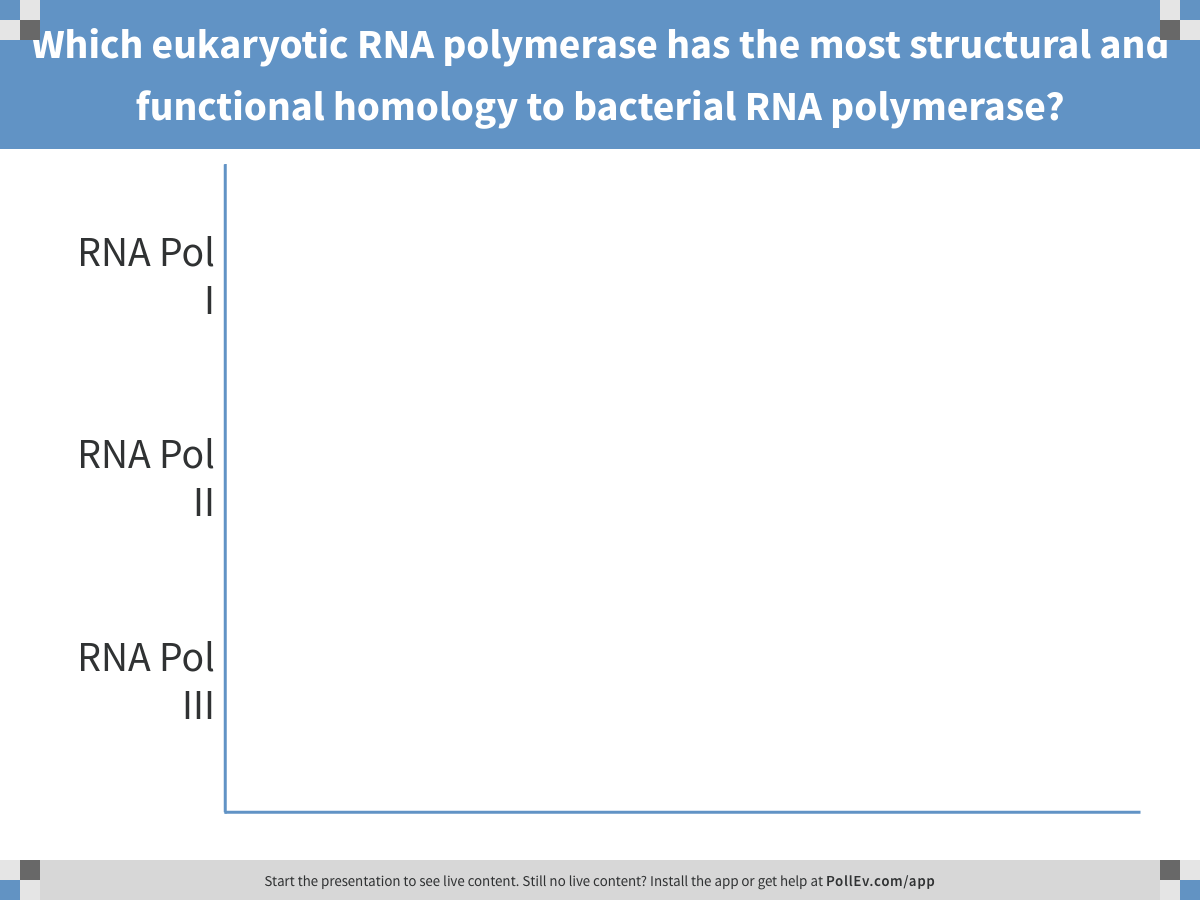 Which eukaryotic RNA polymerase has the most structural and
functional homology to bacterial RNA polymerase?
RNA Pol
I
RNA Pol
II
RNA Pol
III
Start the presentation to see live content. Still no live content? Install the app or get help at PollEv.com/app